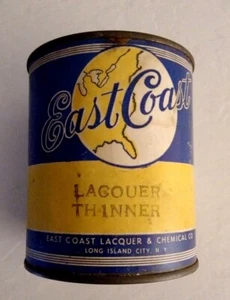 East Coast
LACQUER
THINNER
EAST COAST LACQUER & CHEMICAL CO
LONG ISLAND CITY, N. Y.